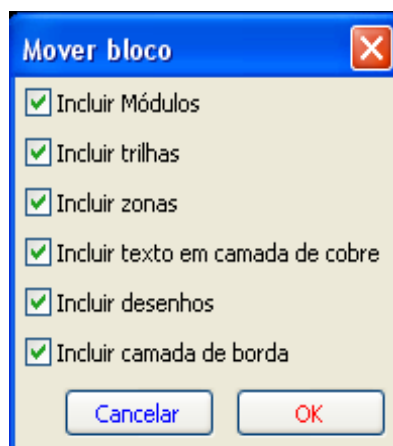 Mover bloco
Incluir Módulos
Incluir trilhas
Incluir zonas
Incluir texto em camada de cobre
Incluir desenhos
Incluir camada de borda
Cancelar OK